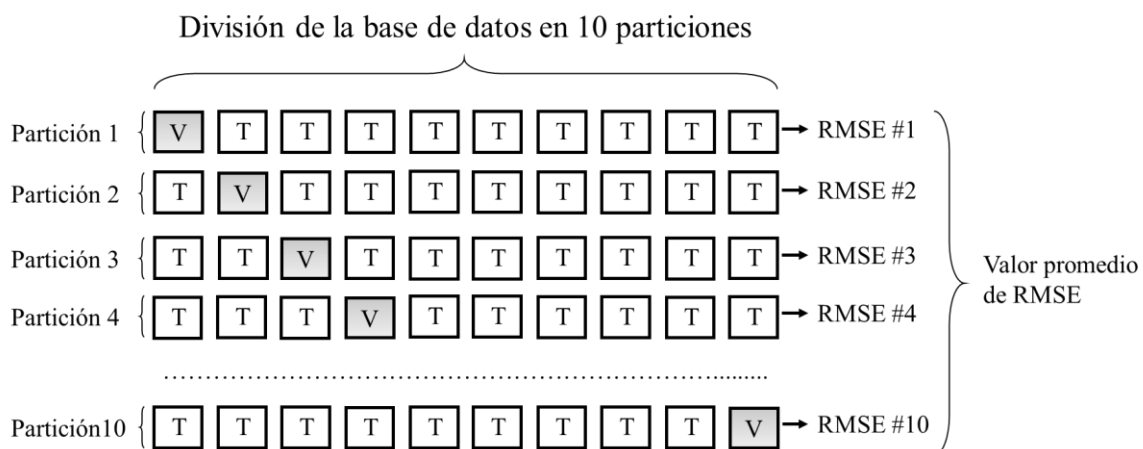 División de la base de datos en 10 particiones
Partición 1 V T T T T T T T T T RMSE #1
Partición 2 T V T T T T T T T T RMSE #2
Partición 3 T T V T T T T T T T RMSE #3
Partición 4 T T T V T T T T T T RMSE #4
Valor promedio
de RMSE
Partición10 T T T T T T T T T V RMSE #10